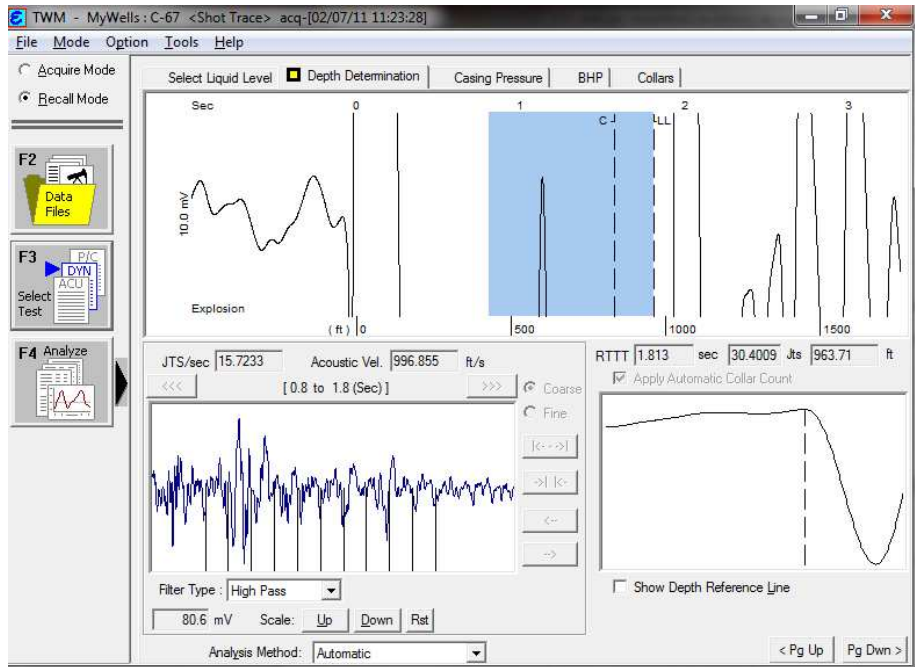 TWM - MyWells : C-67 <Shot Trace> acq-[02/07/11 11:23:28]
File Mode Option Tools Help
Acquire Mode
Recall Mode
F2
Data
Files
F3
P/C
DYN
ACU
Select
Test
F4 Analyze
Select Liquid Level Depth Determination Casing Pressure BHP Collars
Sec 0 1 2 3
C LL
10.0 mV
Explosion
( ft ) 0 500 1000 1500
JTS/sec 15.7233 Acoustic Vel. 996.855 ft/s
<<< [ 0.8 to 1.8 (Sec) ] >>>
Coarse
Fine
|<--->|
->| |<-
<--
-->
Filter Type : High Pass
80.6 mV Scale: Up Down Rst
Analysis Method: Automatic
RTTT 1.813 sec 30.4009 Jts 963.71 ft
Apply Automatic Collar Count
Show Depth Reference Line
< Pg Up Pg Dwn >